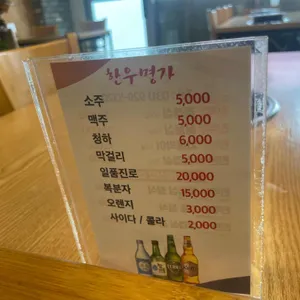 한우명가
소주 5,000
맥주 5,000
청하 6,000
막걸리 5,000
일품진로 20,000
복분자 15,000
오렌지 3,000
사이다 / 콜라 2,000